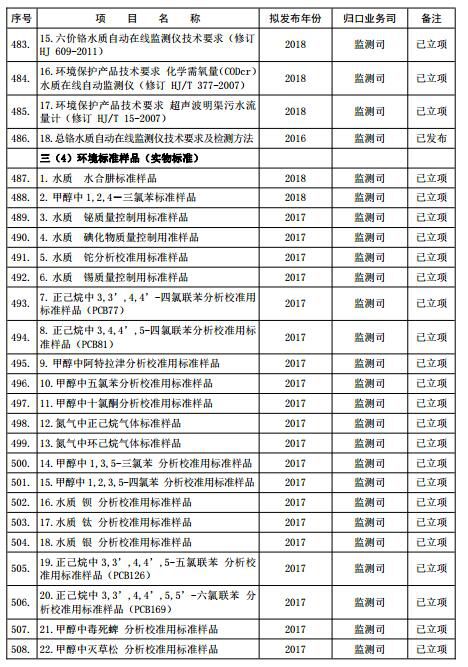 序号 项 目 名 称 拟发布年份 归口业务司 备注
483. 15.六价铬水质自动在线监测仪技术要求（修订 2018 监测司 已立项
HJ 609-2011）
484. 16.环境保护产品技术要求 化学需氧量(CODcr) 2018 监测司 已立项
水质在线自动监测仪（修订 HJ/T 377-2007）
485. 17.环境保护产品技术要求 超声波明渠污水流 2018 监测司 已立项
量计（修订 HJ/T 15-2007）
486. 18.总铬水质自动在线监测仪技术要求及检测方法 2016 监测司 已发布
三（4）环境标准样品（实物标准）
487. 1.水质 水合肼标准样品 2018 监测司 已立项
488. 2.甲醇中1,2,4—三氯苯标准样品 2018 监测司 已立项
489. 3.水质 铋质量控制用标准样品 2017 监测司 已立项
490. 4.水质 碘化物质量控制用准样品 2017 监测司 已立项
491. 5.水质 铊分析校准用标准样品 2017 监测司 已立项
492. 6.水质 锡质量控制用标准样品 2017 监测司 已立项
493. 7.正己烷中3,3’,4,4’-四氯联苯分析校准用 2017 监测司 已立项
标准样品（PCB77）
494. 8.正己烷中3,4,4’,5-四氯联苯分析校准用标 2017 监测司 已立项
准样品（PCB81）
495. 9.甲醇中阿特拉津分析校准用标准样品 2017 监测司 已立项
496. 10.甲醇中五氯苯分析校准用标准样品 2017 监测司 已立项
497. 11.甲醇中十氯酮分析校准用标准样品 2017 监测司 已立项
498. 12.氮气中正己烷气体标准样品 2017 监测司 已立项
499. 13.氮气中环己烷气体标准样品 2017 监测司 已立项
500. 14.甲醇中1,3,5-三氯苯 分析校准用标准样品 2017 监测司 已立项
501. 15.甲醇中1,2,3,5-四氯苯 分析校准用标准样品 2017 监测司 已立项
502. 16.水质 钡 分析校准用标准样品 2017 监测司 已立项
503. 17.水质 钛 分析校准用标准样品 2017 监测司 已立项
504. 18.水质 银 分析校准用标准样品 2017 监测司 已立项
505. 19.正己烷中3,3’,4,4’,5-五氯联苯 分析校 2017 监测司 已立项
准用标准样品（PCB126）
506. 20.正己烷中3,3’,4,4’,5,5’-六氯联苯 分 2017 监测司 已立项
析校准用标准样品（PCB169）
507. 21.甲醇中毒死蜱 分析校准用标准样品 2017 监测司 已立项
508. 22.甲醇中灭草松 分析校准用标准样品 2017 监测司 已立项